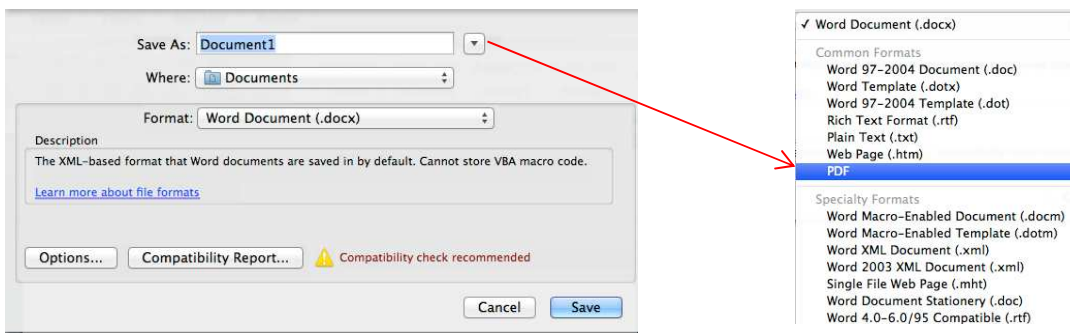 Save As: Document1
Where: Documents
Format: Word Document (.docx)
Description
The XML-based format that Word documents are saved in by default. Cannot store VBA macro code.
Learn more about file formats
Options... Compatibility Report... Compatibility check recommended
Cancel Save
✓ Word Document (.docx)
Common Formats
Word 97-2004 Document (.doc)
Word Template (.dotx)
Word 97-2004 Template (.dot)
Rich Text Format (.rtf)
Plain Text (.txt)
Web Page (.htm)
PDF
Specialty Formats
Word Macro-Enabled Document (.docm)
Word Macro-Enabled Template (.dotm)
Word XML Document (.xml)
Word 2003 XML Document (.xml)
Single File Web Page (.mht)
Word Document Stationery (.doc)
Word 4.0-6.0/95 Compatible (.rtf)